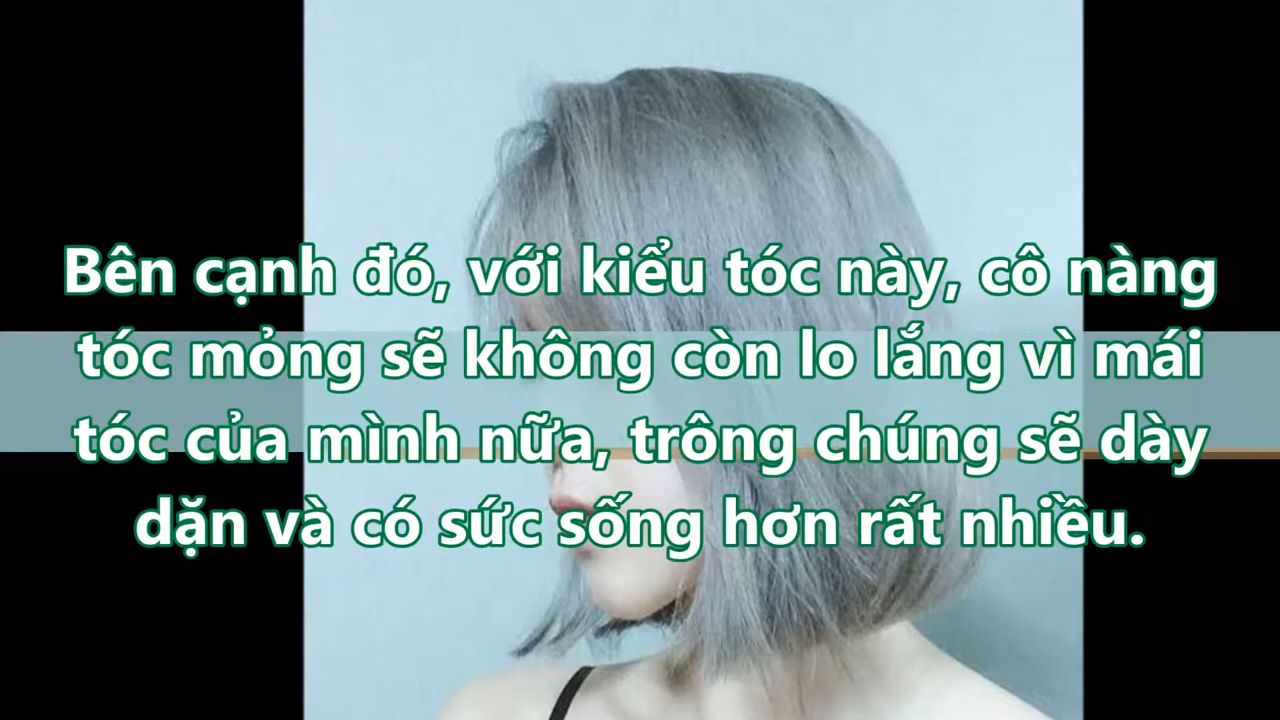 Bên cạnh đó, với kiểu tóc này, cô nàng
tóc mỏng sẽ không còn lo lắng vì mái
tóc của mình nữa, trông chúng sẽ dày
dặn và có sức sống hơn rất nhiều.